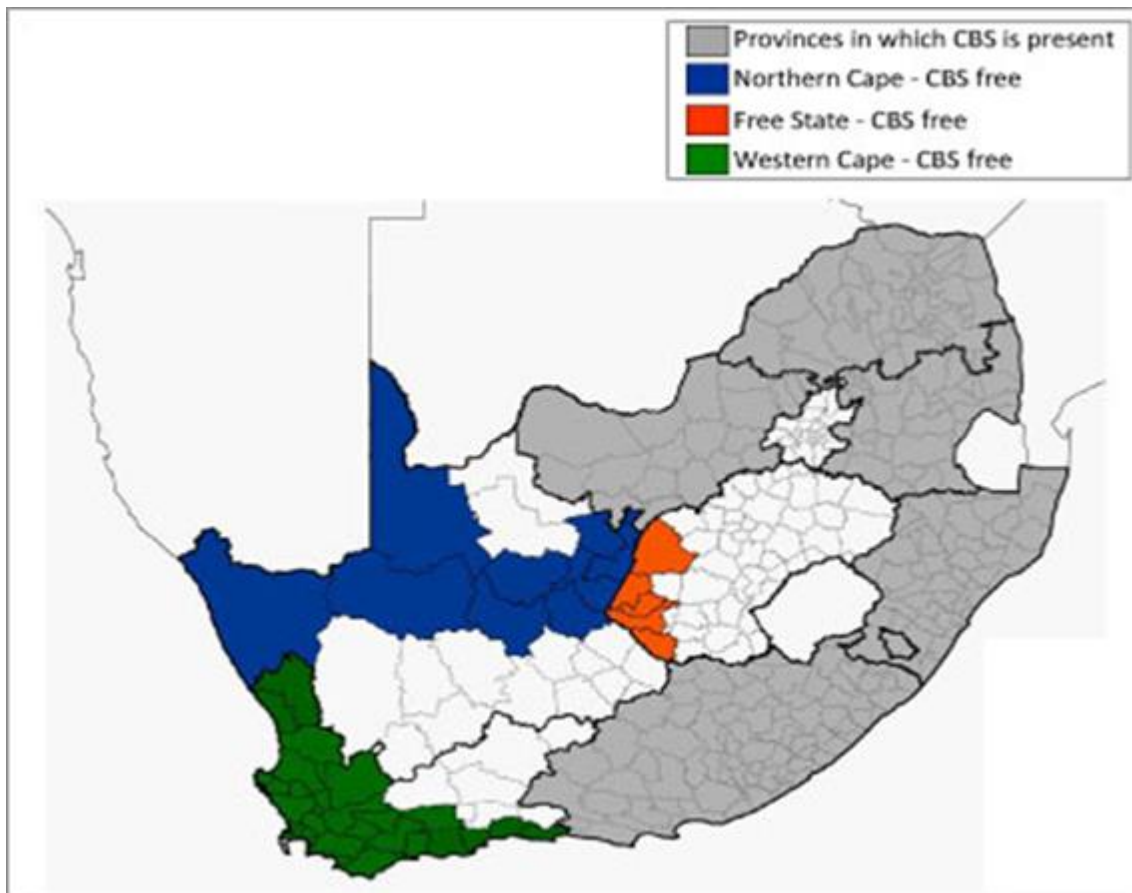 Provinces in which CBS is present
Northern Cape - CBS free
Free State - CBS free
Western Cape - CBS free